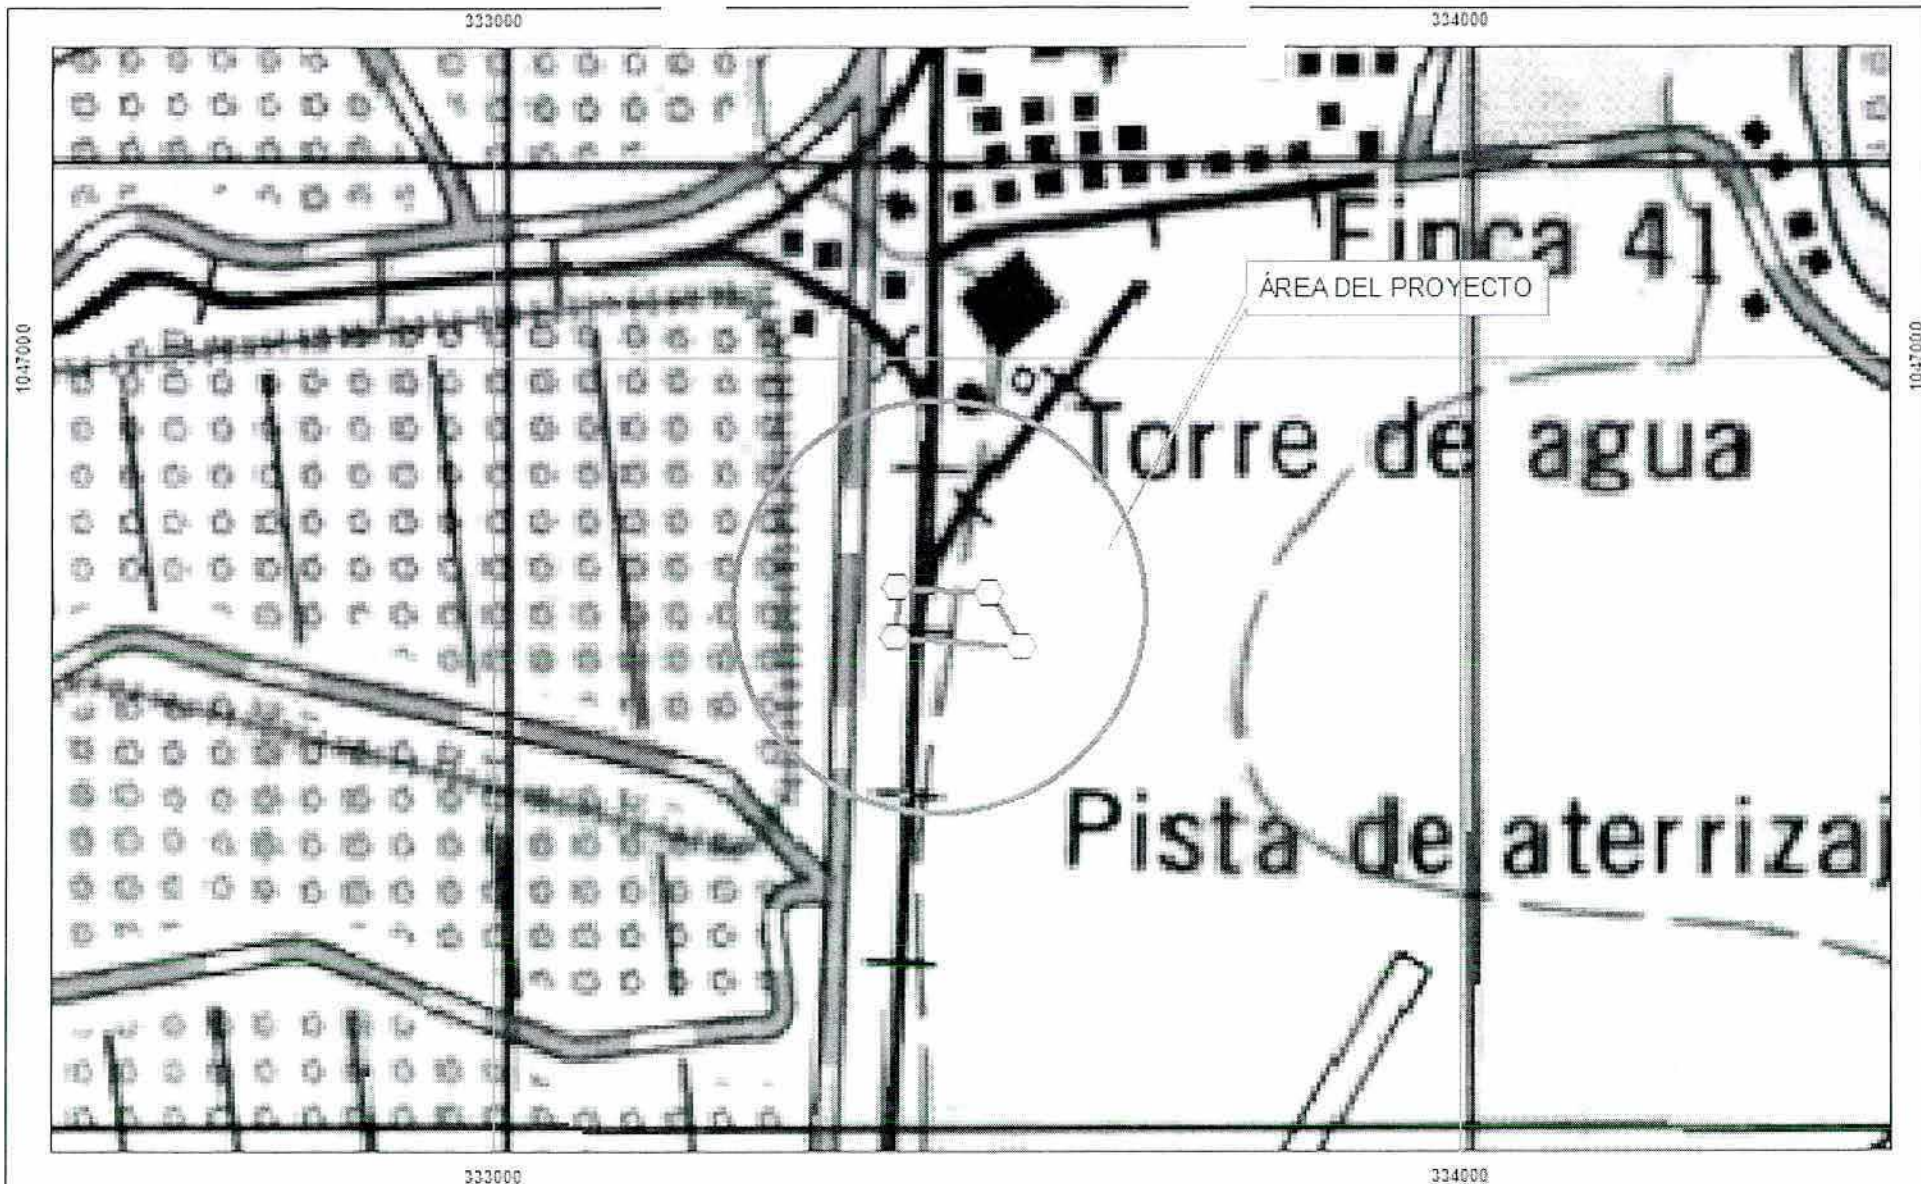 333000 334000
Finca 41
ÁREA DEL PROYECTO
1047000 1047000
Torre de agua
Pista de aterrizaj
333000 334000